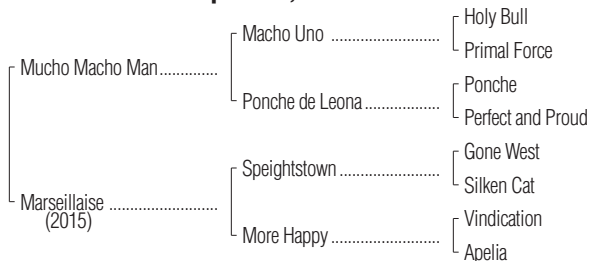 Holy Bull
Macho Uno ....................
Primal Force
Mucho Macho Man .............
Ponche
Ponche de Leona .............
Perfect and Proud
Gone West
Speightstown ..................
Silken Cat
Marseillaise .....................
(2015)
Vindication
More Happy ....................
Apelia